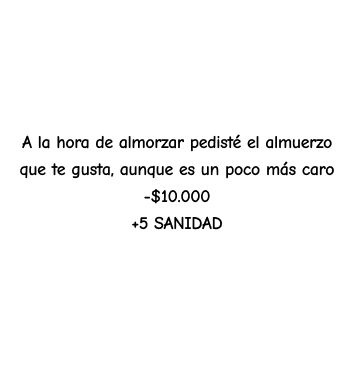 A la hora de almorzar pedisté el almuerzo
que te gusta, aunque es un poco más caro
-$10.000
+5 SANIDAD